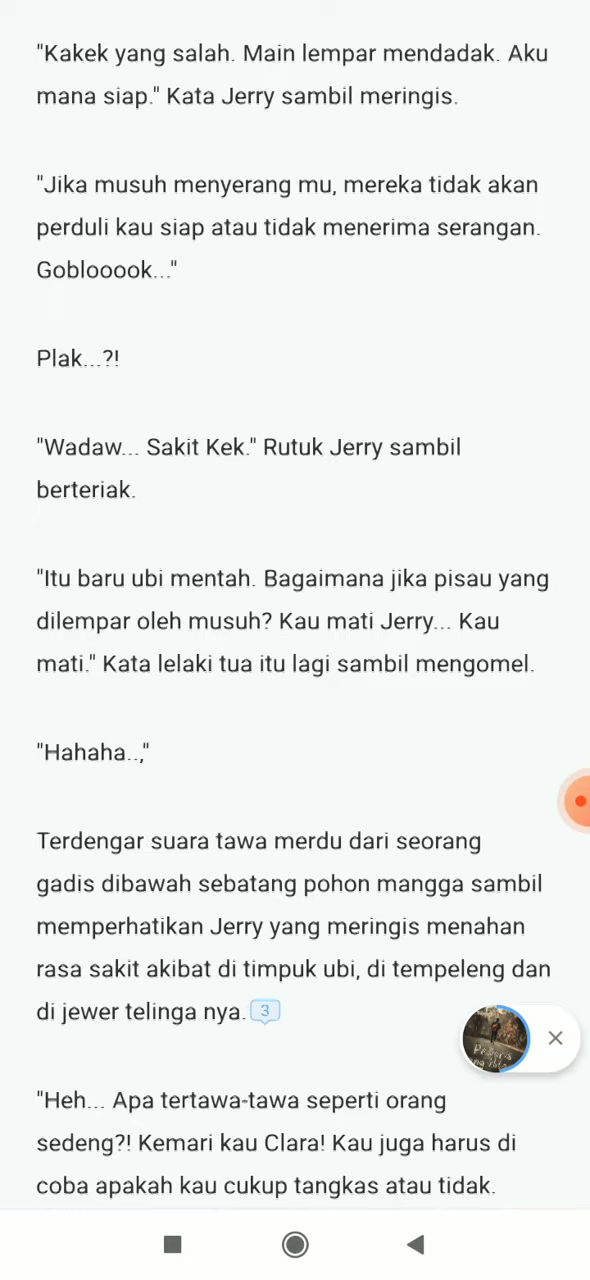 "Kakek yang salah. Main lempar mendadak. Aku
mana siap." Kata Jerry sambil meringis.
"Jika musuh menyerang mu, mereka tidak akan
perduli kau siap atau tidak menerima serangan.
Goblooook..."
Plak...?!
"Wadaw... Sakit Kek." Rutuk Jerry sambil
berteriak.
"Itu baru ubi mentah. Bagaimana jika pisau yang
dilempar oleh musuh? Kau mati Jerry... Kau
mati." Kata lelaki tua itu lagi sambil mengomel.
"Hahaha..,"
Terdengar suara tawa merdu dari seorang
gadis dibawah sebatang pohon mangga sambil
memperhatikan Jerry yang meringis menahan
rasa sakit akibat di timpuk ubi, di tempeleng dan
di jewer telinga nya. 3
"Heh... Apa tertawa-tawa seperti orang
sedeng?! Kemari kau Clara! Kau juga harus di
coba apakah kau cukup tangkas atau tidak.